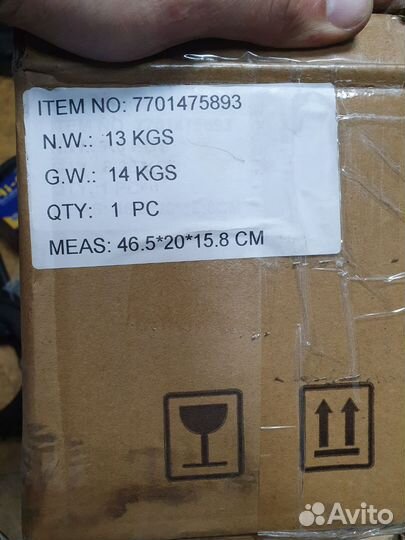 ITEM NO: 7701475893
N.W.: 13 KGS
G.W.: 14 KGS
QTY: 1 PC
MEAS: 46.5*20*15.8 CM
Avito